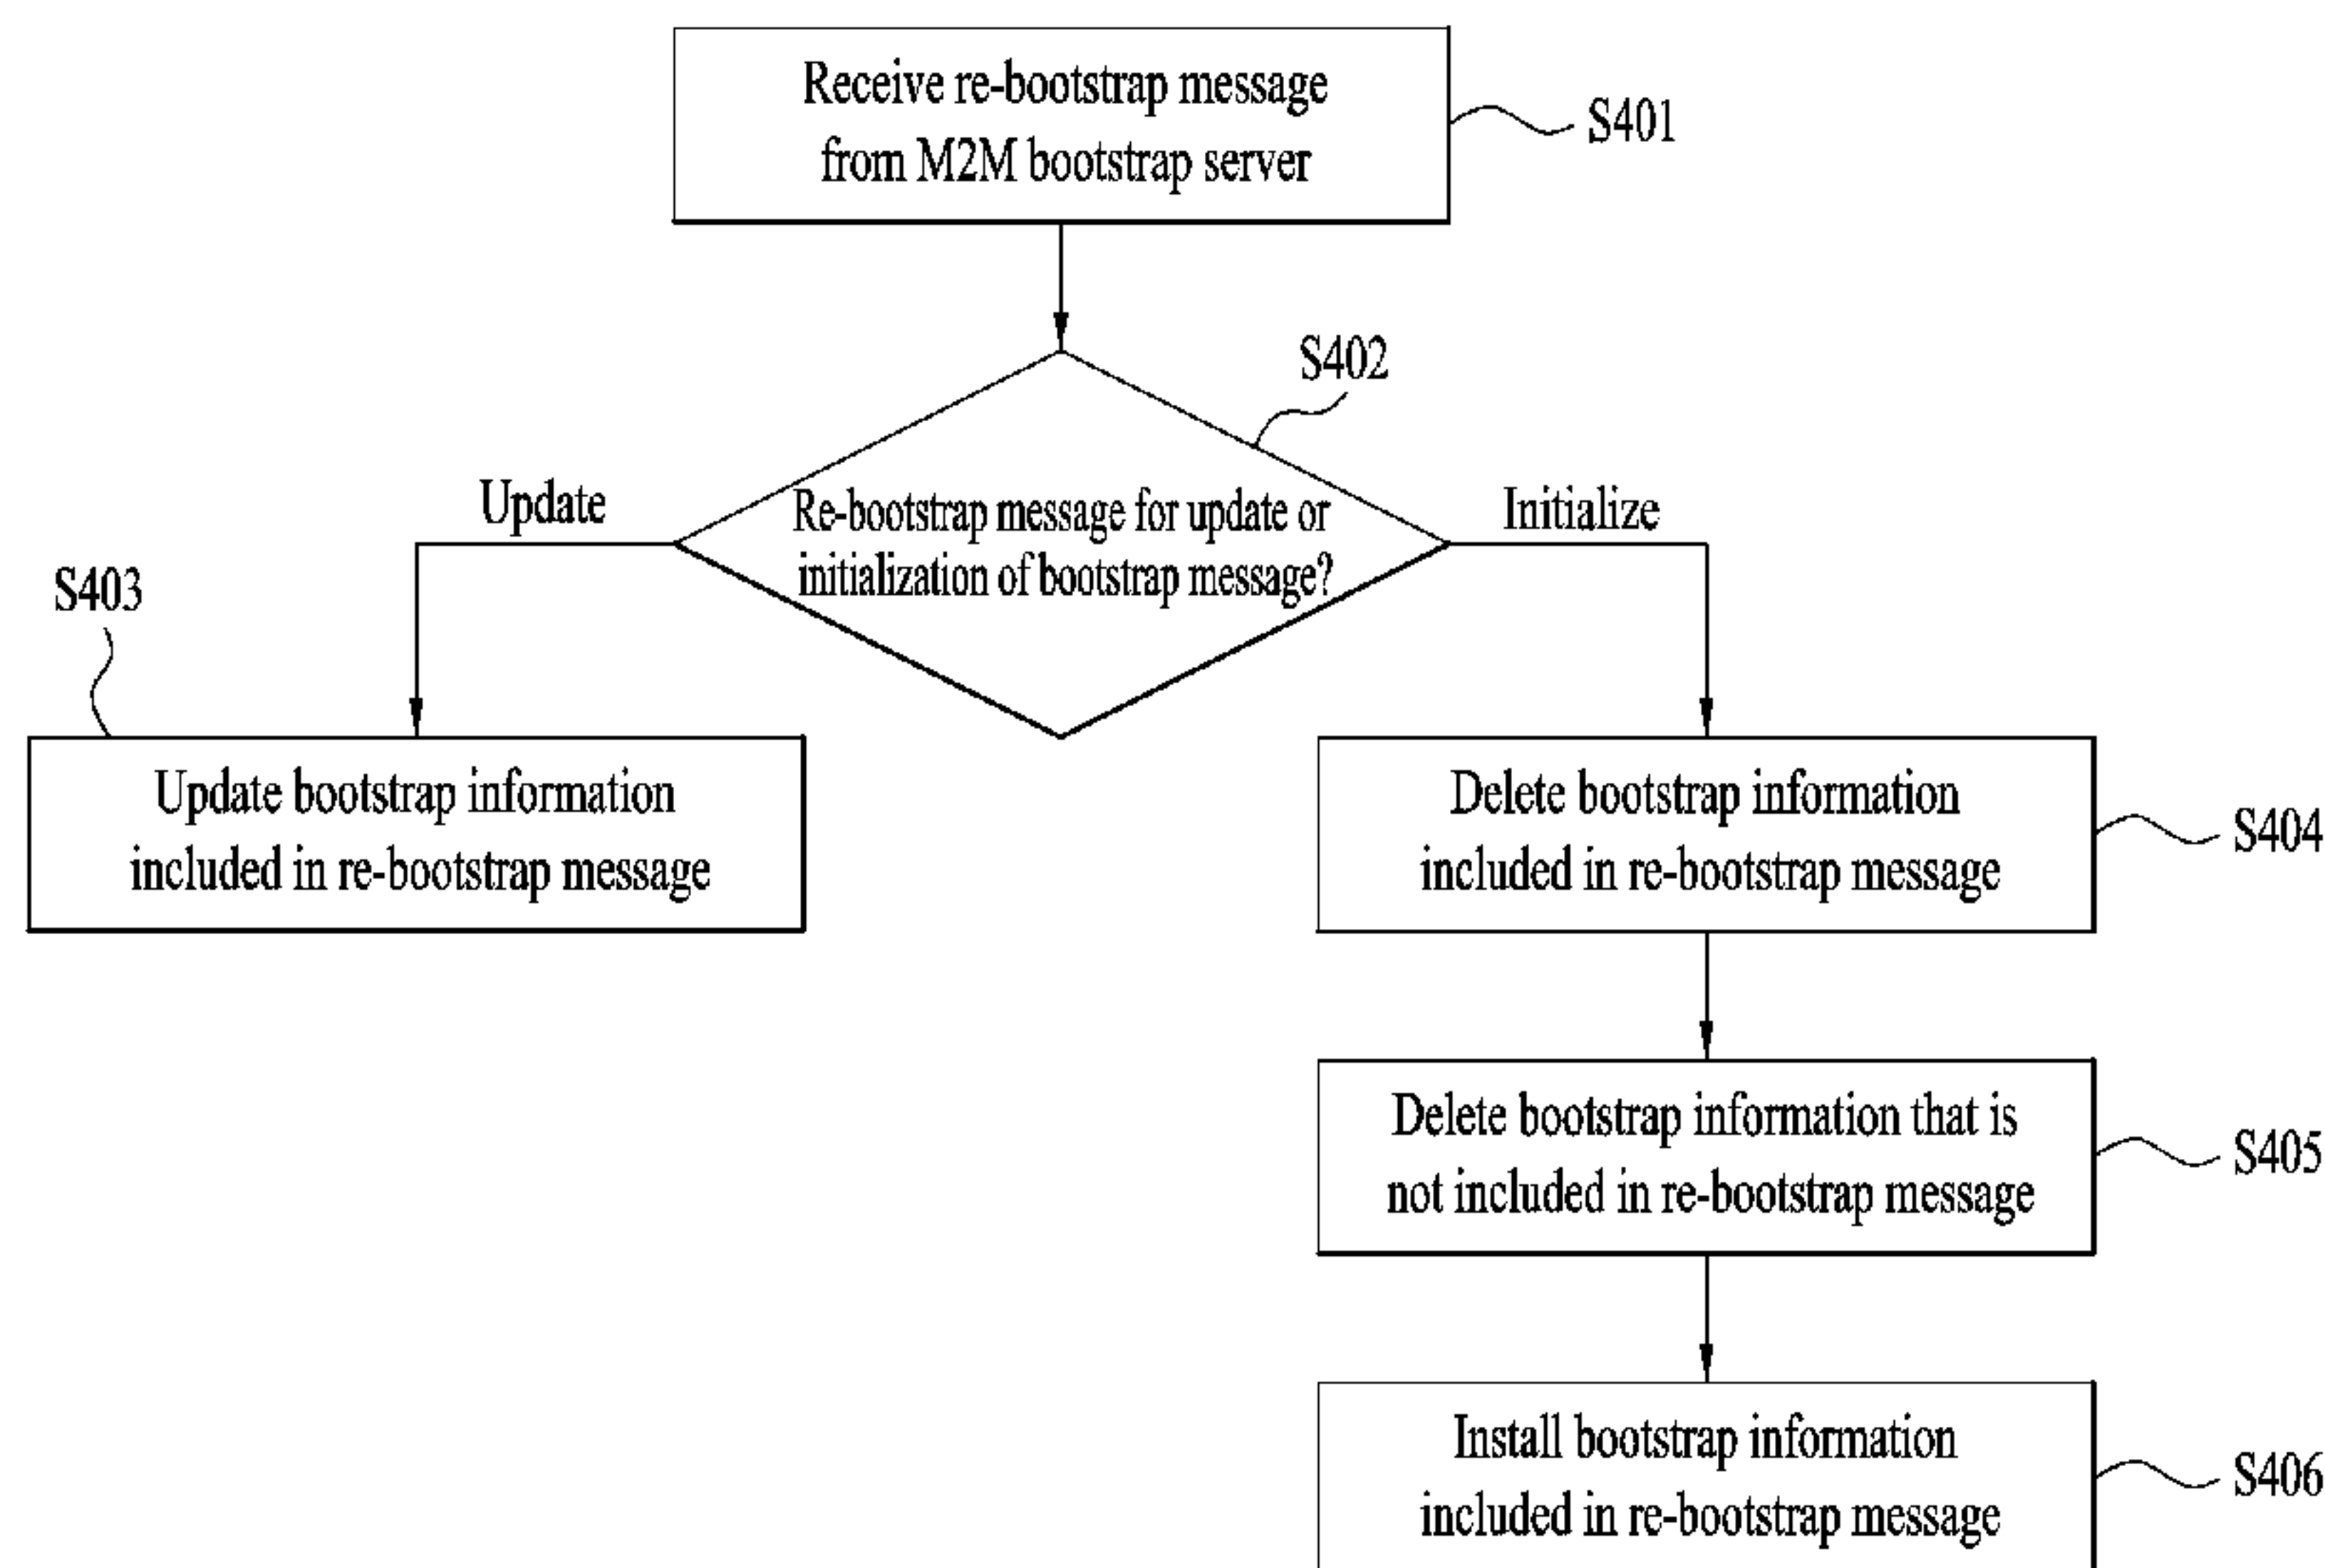 Receive re-bootstrap message
from M2M bootstrap server
S401
S402
Re-bootstrap message for update or
initialization of bootstrap message?
Update
Initialize
S403
Update bootstrap information
included in re-bootstrap message
Delete bootstrap information
included in re-bootstrap message
S404
Delete bootstrap information that is
not included in re-bootstrap message
S405
Install bootstrap information
included in re-bootstrap message
S406